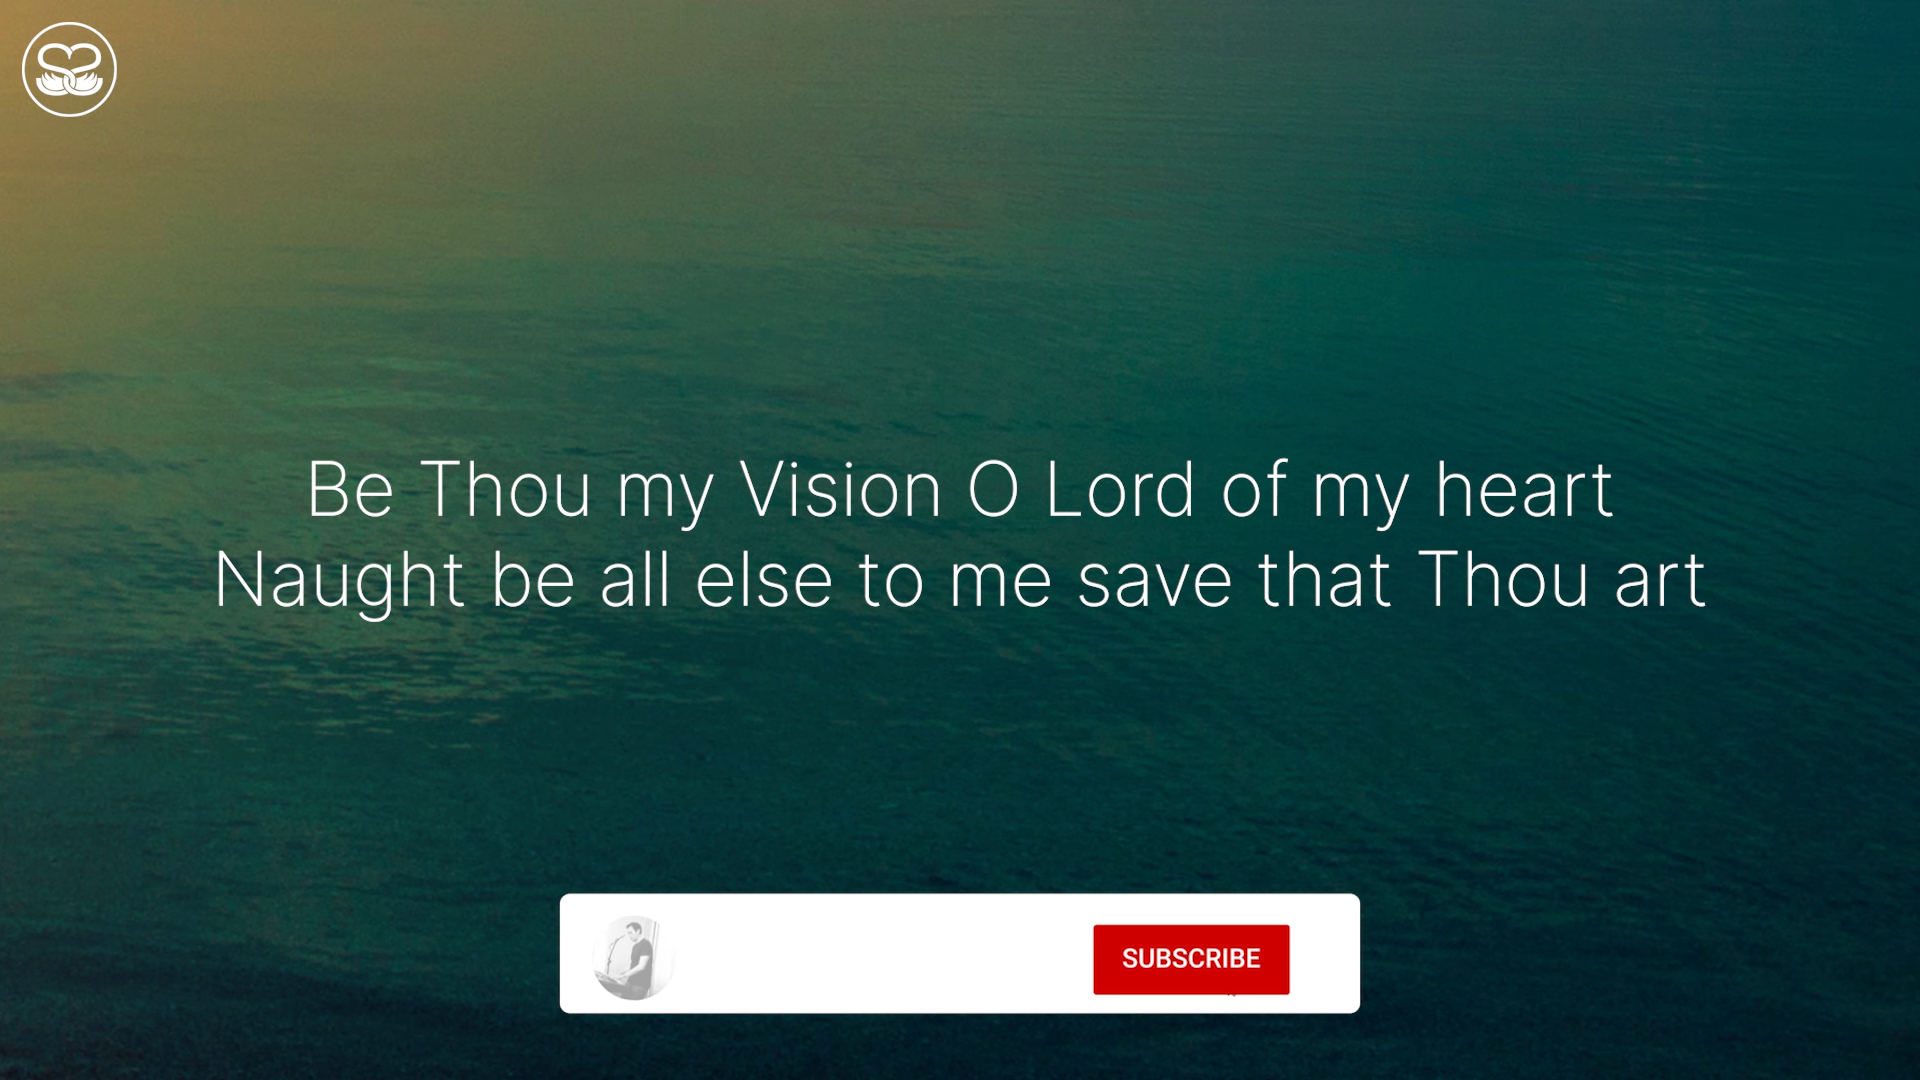 Be Thou my Vision O Lord of my heart
Naught be all else to me save that Thou art
SUBSCRIBE